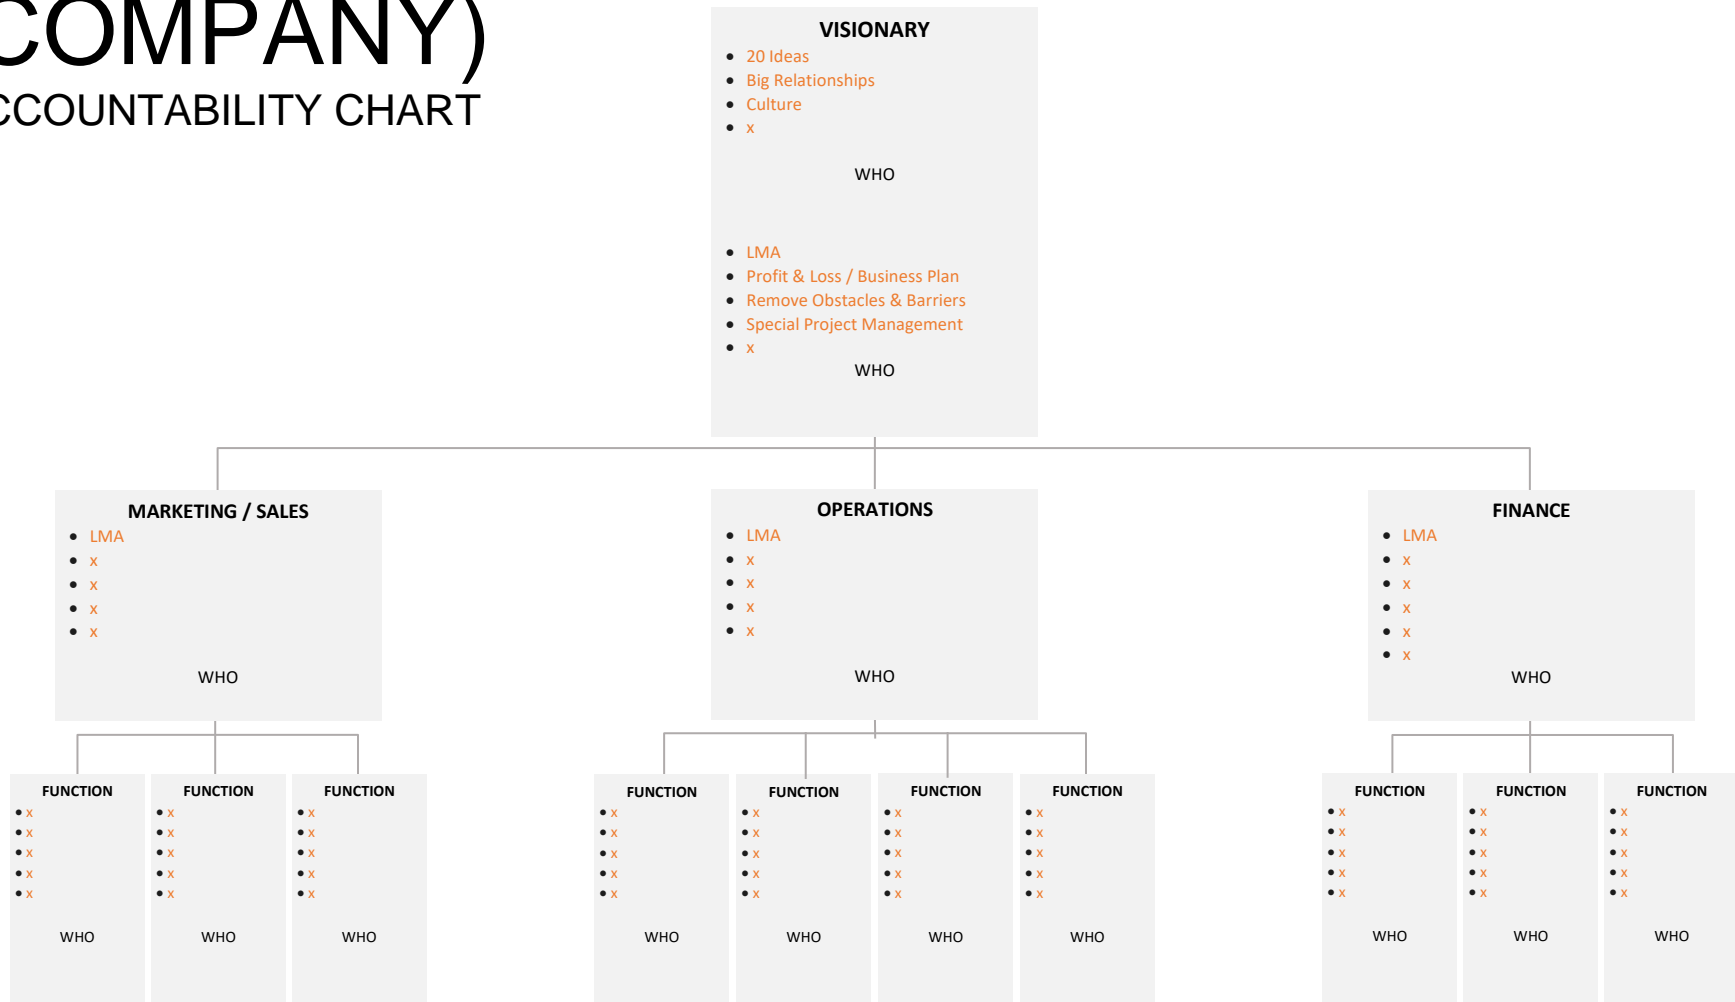 COMPANY)
CCOUNTABILITY CHART
VISIONARY
• 20 Ideas
• Big Relationships
• Culture
• x
WHO
• LMA
• Profit & Loss / Business Plan
• Remove Obstacles & Barriers
• Special Project Management
• x
WHO
MARKETING / SALES
• LMA
• x
• x
• x
• x
WHO
OPERATIONS
• LMA
• x
• x
• x
• x
WHO
FINANCE
• LMA
• x
• x
• x
• x
• x
WHO
FUNCTION
• x
• x
• x
• x
• x
WHO
FUNCTION
• x
• x
• x
• x
• x
WHO
FUNCTION
• x
• x
• x
• x
• x
WHO
FUNCTION
• x
• x
• x
• x
• x
WHO
FUNCTION
• x
• x
• x
• x
• x
WHO
FUNCTION
• x
• x
• x
• x
• x
WHO
FUNCTION
• x
• x
• x
• x
• x
WHO
FUNCTION
• x
• x
• x
• x
• x
WHO
FUNCTION
• x
• x
• x
• x
• x
WHO
FUNCTION
• x
• x
• x
• x
• x
WHO